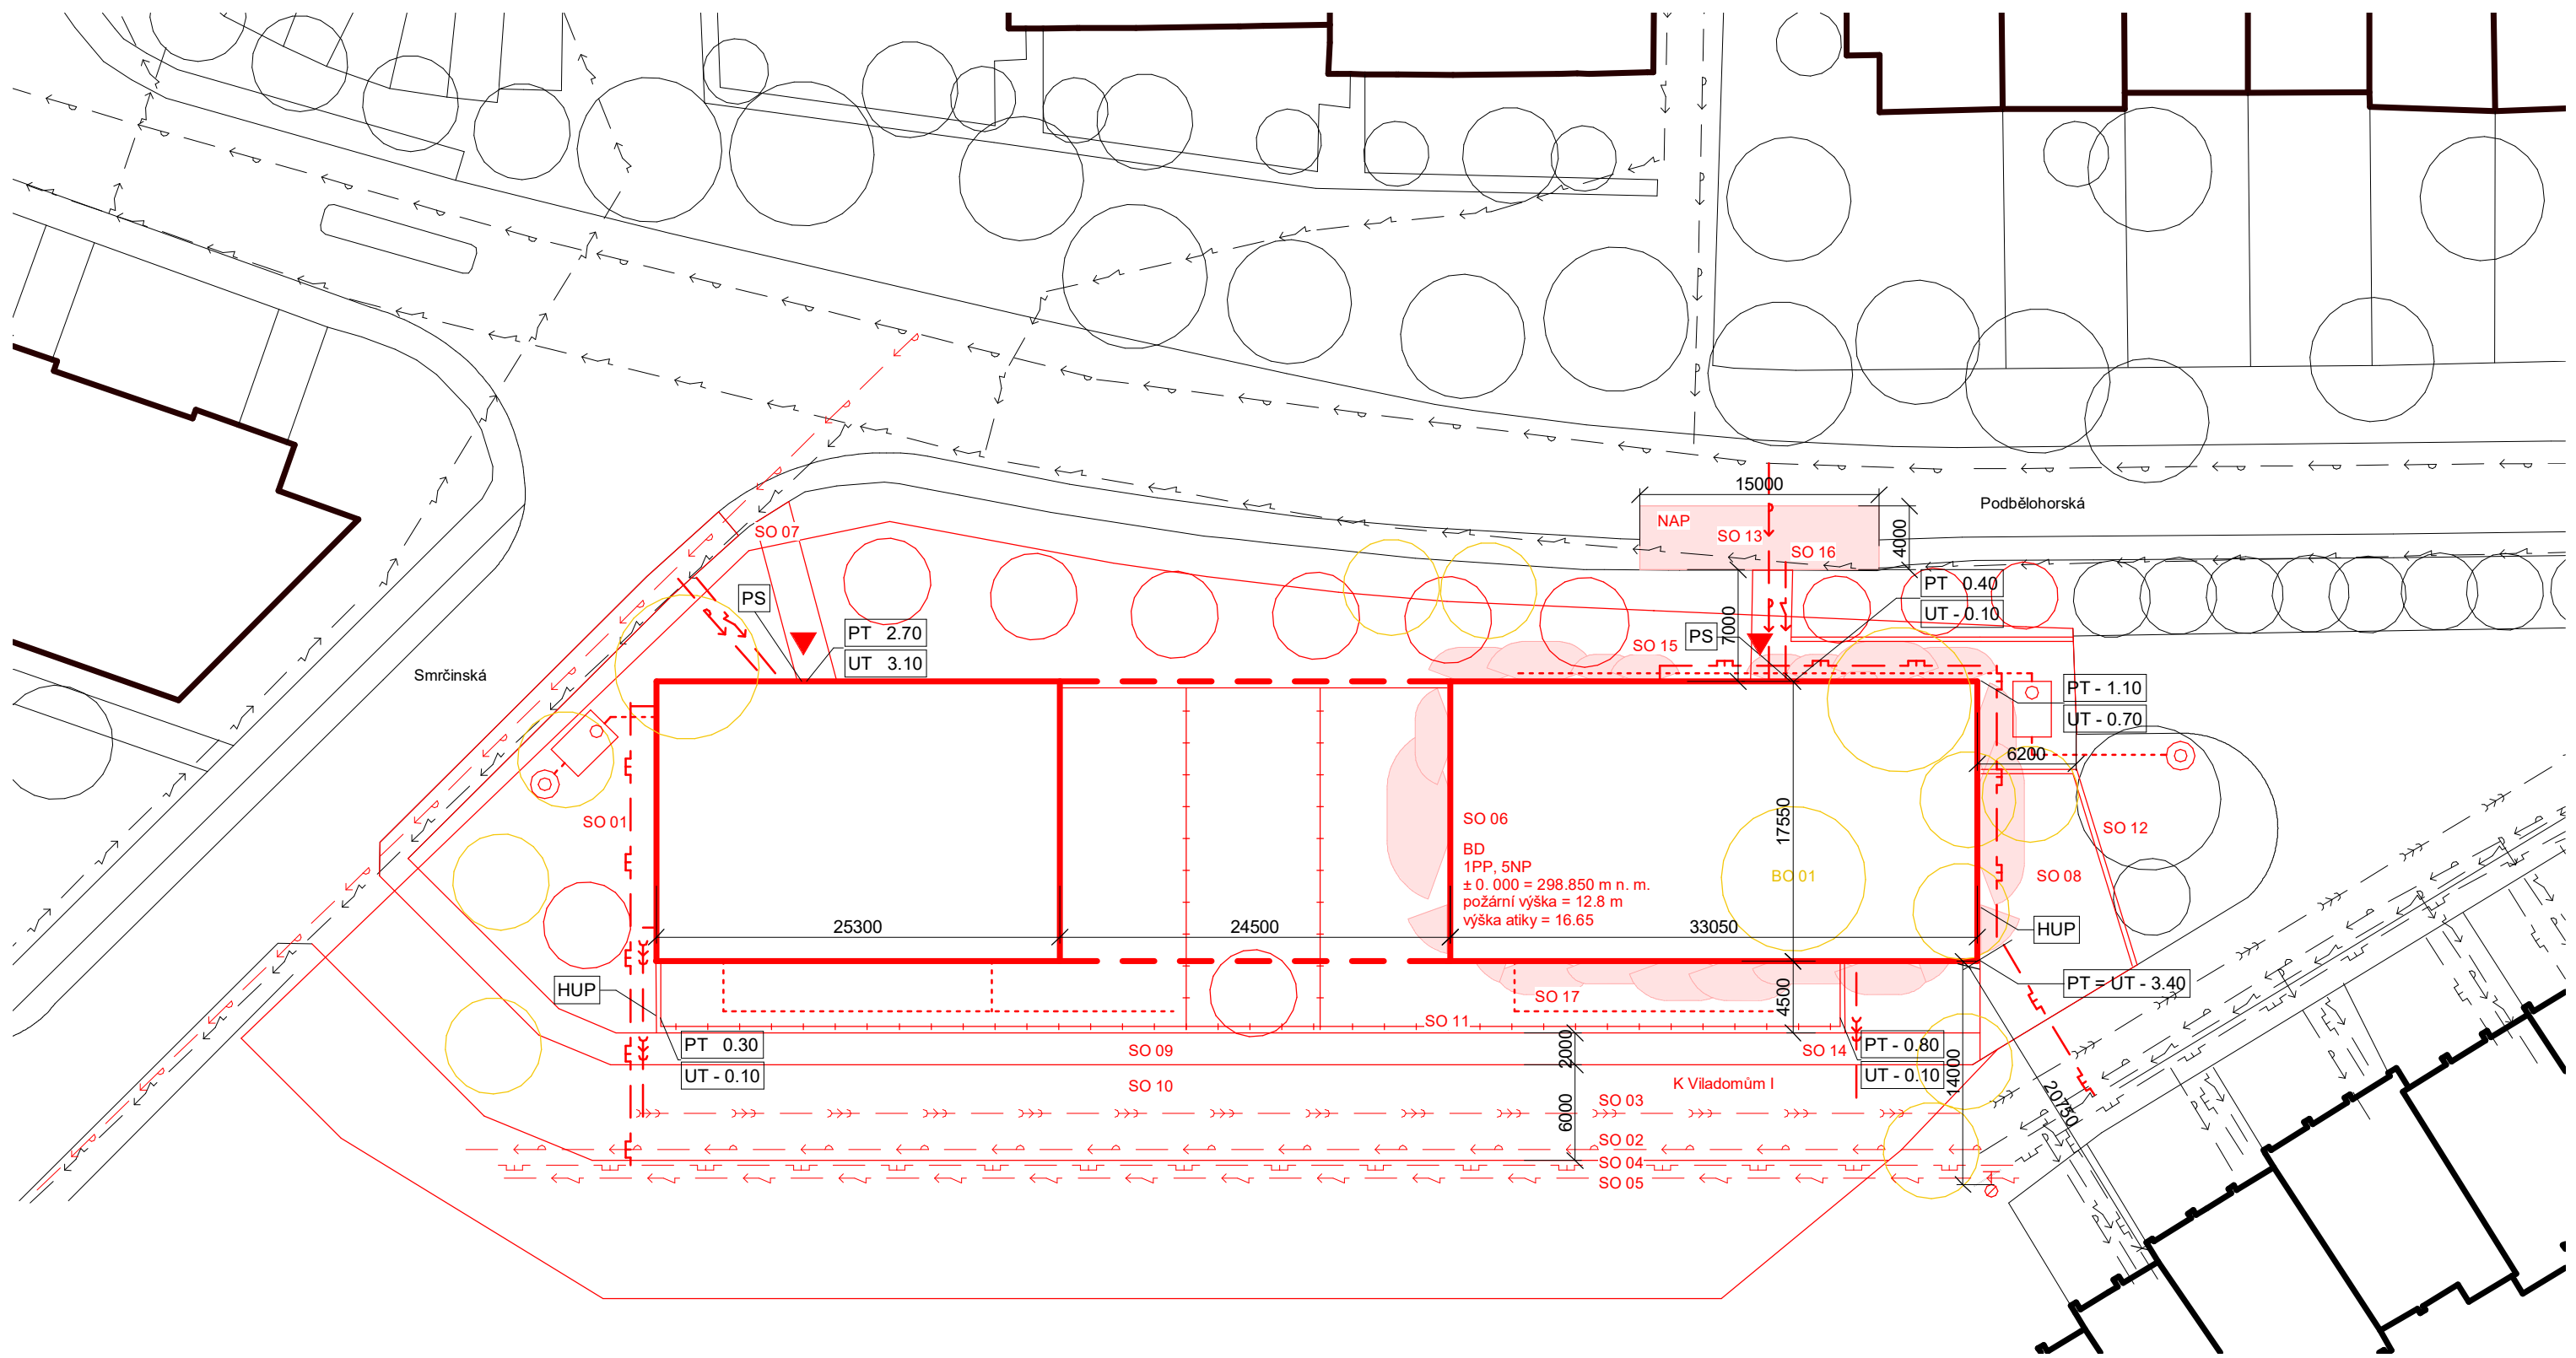 15000
Podbělohorská
NAP
SO 13
SO 16
4000
SO 07
PS
PT 2.70
UT 3.10
PT 0.40
UT - 0.10
7000
PS
SO 15
Smrčinská
PT - 1.10
UT - 0.70
6200
SO 01
SO 06
BD
1PP, 5NP
± 0. 000 = 298.850 m n. m.
požární výška = 12.8 m
výška atiky = 16.65
17550
BO 01
SO 12
SO 08
25300
24500
33050
HUP
HUP
PT = UT - 3.40
SO 17
4500
SO 11
PT 0.30
UT - 0.10
SO 09
2000
SO 14
PT - 0.80
UT - 0.10
SO 10
K Viladomům I
14000
20750
SO 03
6000
SO 02
SO 04
SO 05